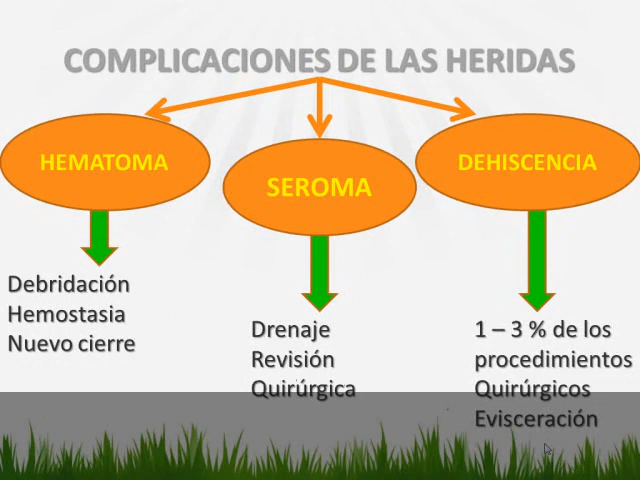 COMPLICACIONES DE LAS HERIDAS
HEMATOMA
SEROMA
DEHISCENCIA
Debridación
Hemostasia
Nuevo cierre
Drenaje
Revisión
Quirúrgica
1 – 3 % de los
procedimientos
Quirúrgicos
Evisceración